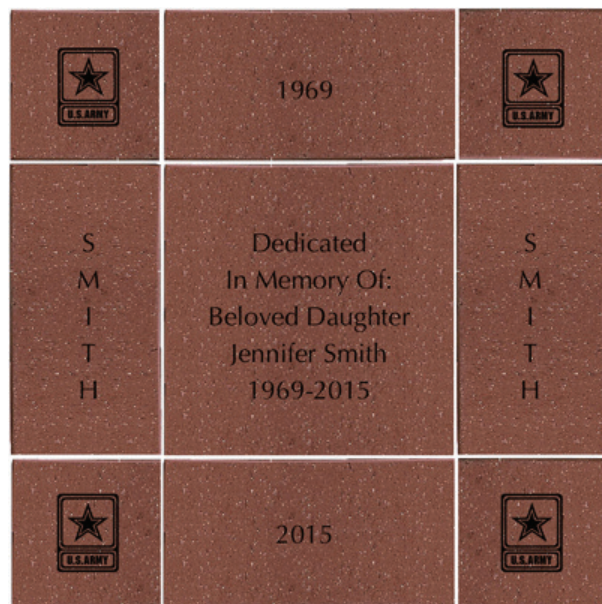 U.S.ARMY
1969
U.S.ARMY
S
M
I
T
H
Dedicated
In Memory Of:
Beloved Daughter
Jennifer Smith
1969-2015
S
M
I
T
H
U.S.ARMY
2015
U.S.ARMY